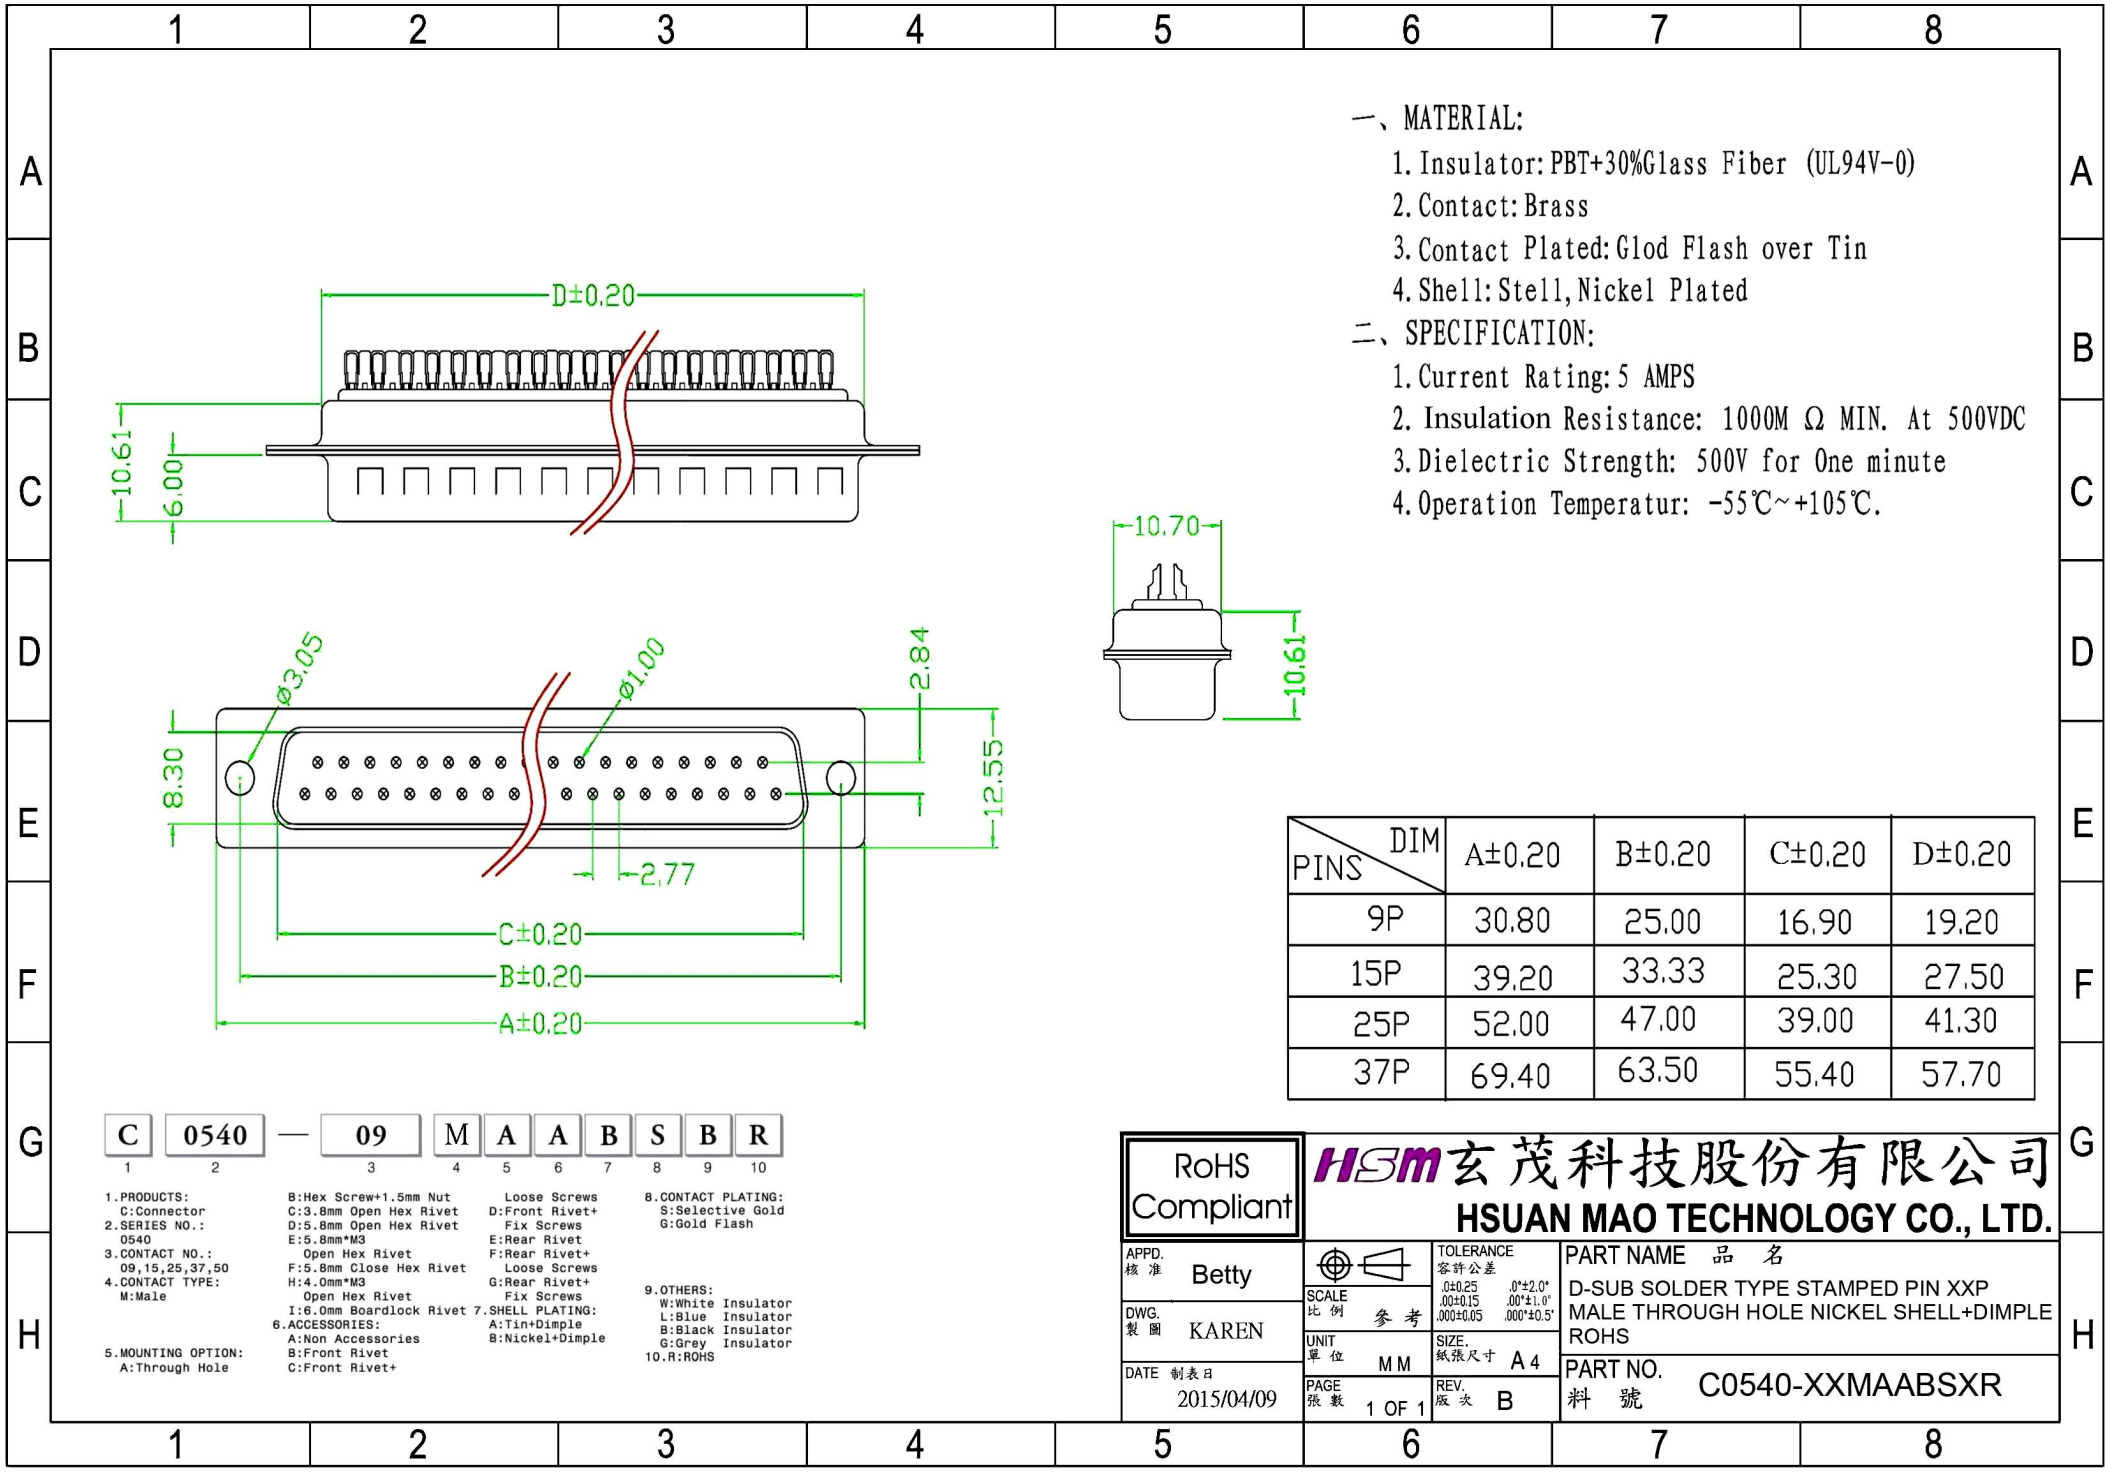 1 2 3 4 5 6 7 8
A A
B B
C C
D D
E E
F F
G G
H H
1 2 3 4 5 6 7 8
一、MATERIAL:
1.Insulator:PBT+30%Glass Fiber (UL94V-0)
2.Contact:Brass
3.Contact Plated:Glod Flash over Tin
4.Shell:Stell,Nickel Plated
二、SPECIFICATION:
1.Current Rating:5 AMPS
2. Insulation Resistance: 1000M Ω MIN. At 500VDC
3.Dielectric Strength: 500V for One minute
4.Operation Temperatur: -55℃~+105℃.
D±0.20
10.61
6.00
10.70
10.61
Ø3.05
Ø1.00
2.84
8.30
12.55
2.77
C±0.20
B±0.20
A±0.20
DIM
PINS A±0.20 B±0.20 C±0.20 D±0.20
9P 30.80 25.00 16.90 19.20
15P 39.20 33.33 25.30 27.50
25P 52.00 47.00 39.00 41.30
37P 69.40 63.50 55.40 57.70
C 0540 — 09 M A A B S B R
1 2 3 4 5 6 7 8 9 10
1.PRODUCTS:
C:Connector
2.SERIES NO.:
0540
3.CONTACT NO.:
09,15,25,37,50
4.CONTACT TYPE:
M:Male
5.MOUNTING OPTION:
A:Through Hole
B:Hex Screw+1.5mm Nut
C:3.8mm Open Hex Rivet
D:5.8mm Open Hex Rivet
E:5.8mm*M3
Open Hex Rivet
F:5.8mm Close Hex Rivet
H:4.0mm*M3
Open Hex Rivet
I:6.0mm Boardlock Rivet
6.ACCESSORIES:
A:Non Accessories
B:Front Rivet
C:Front Rivet+
Loose Screws
D:Front Rivet+
Fix Screws
E:Rear Rivet
F:Rear Rivet+
Loose Screws
G:Rear Rivet+
Fix Screws
7.SHELL PLATING:
A:Tin+Dimple
B:Nickel+Dimple
8.CONTACT PLATING:
S:Selective Gold
G:Gold Flash
9.OTHERS:
W:White Insulator
L:Blue Insulator
B:Black Insulator
G:Grey Insulator
10.R:ROHS
RoHS
Compliant
HSM玄茂科技股份有限公司
HSUAN MAO TECHNOLOGY CO., LTD.
APPD.
核 准 Betty
DWG.
製 圖 KAREN
DATE 制表日
2015/04/09
SCALE
比 例 參 考
UNIT
單 位 MM
PAGE
張 數 1 OF 1
TOLERANCE
容許公差
.0±0.25 .0°±2.0°
.00±0.15 .00°±1.0°
.000±0.05 .000°±0.5°
SIZE.
紙張尺寸 A4
REV.
版 次 B
PART NAME 品 名
D-SUB SOLDER TYPE STAMPED PIN XXP
MALE THROUGH HOLE NICKEL SHELL+DIMPLE
ROHS
PART NO.
料 號 C0540-XXMAABSXR